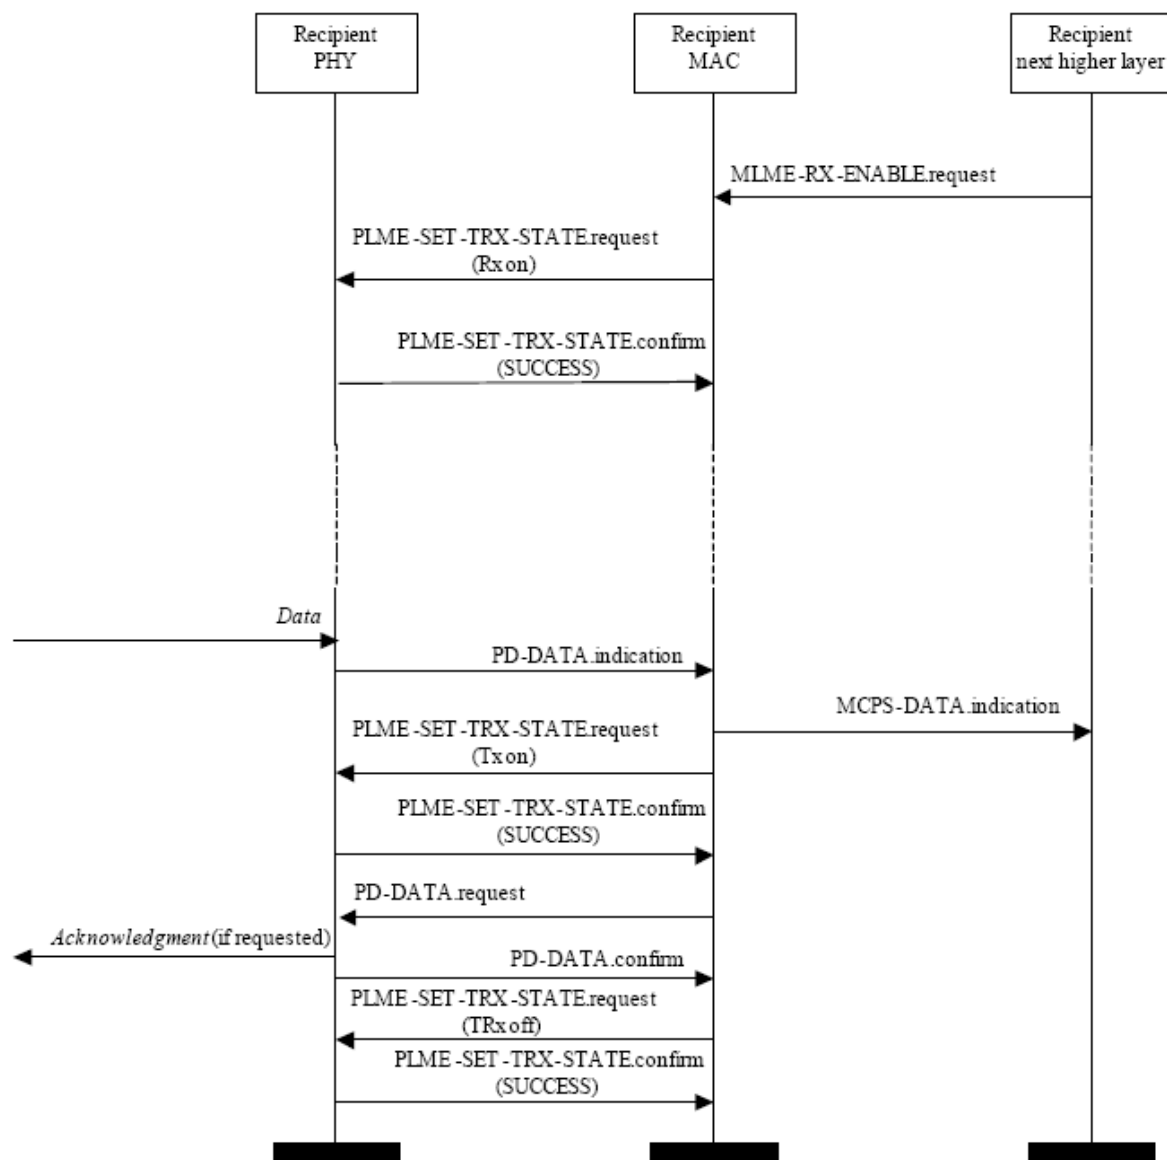 Recipient
PHY
Recipient
MAC
Recipient
next higher layer
MLME-RX-ENABLE.request
PLME-SET-TRX-STATE.request
(Rx on)
PLME-SET-TRX-STATE.confirm
(SUCCESS)
Data
PD-DATA.indication
MCPS-DATA.indication
PLME-SET-TRX-STATE.request
(Tx on)
PLME-SET-TRX-STATE.confirm
(SUCCESS)
PD-DATA.request
Acknowledgment (if requested)
PD-DATA.confirm
PLME-SET-TRX-STATE.request
(TRx off)
PLME-SET-TRX-STATE.confirm
(SUCCESS)